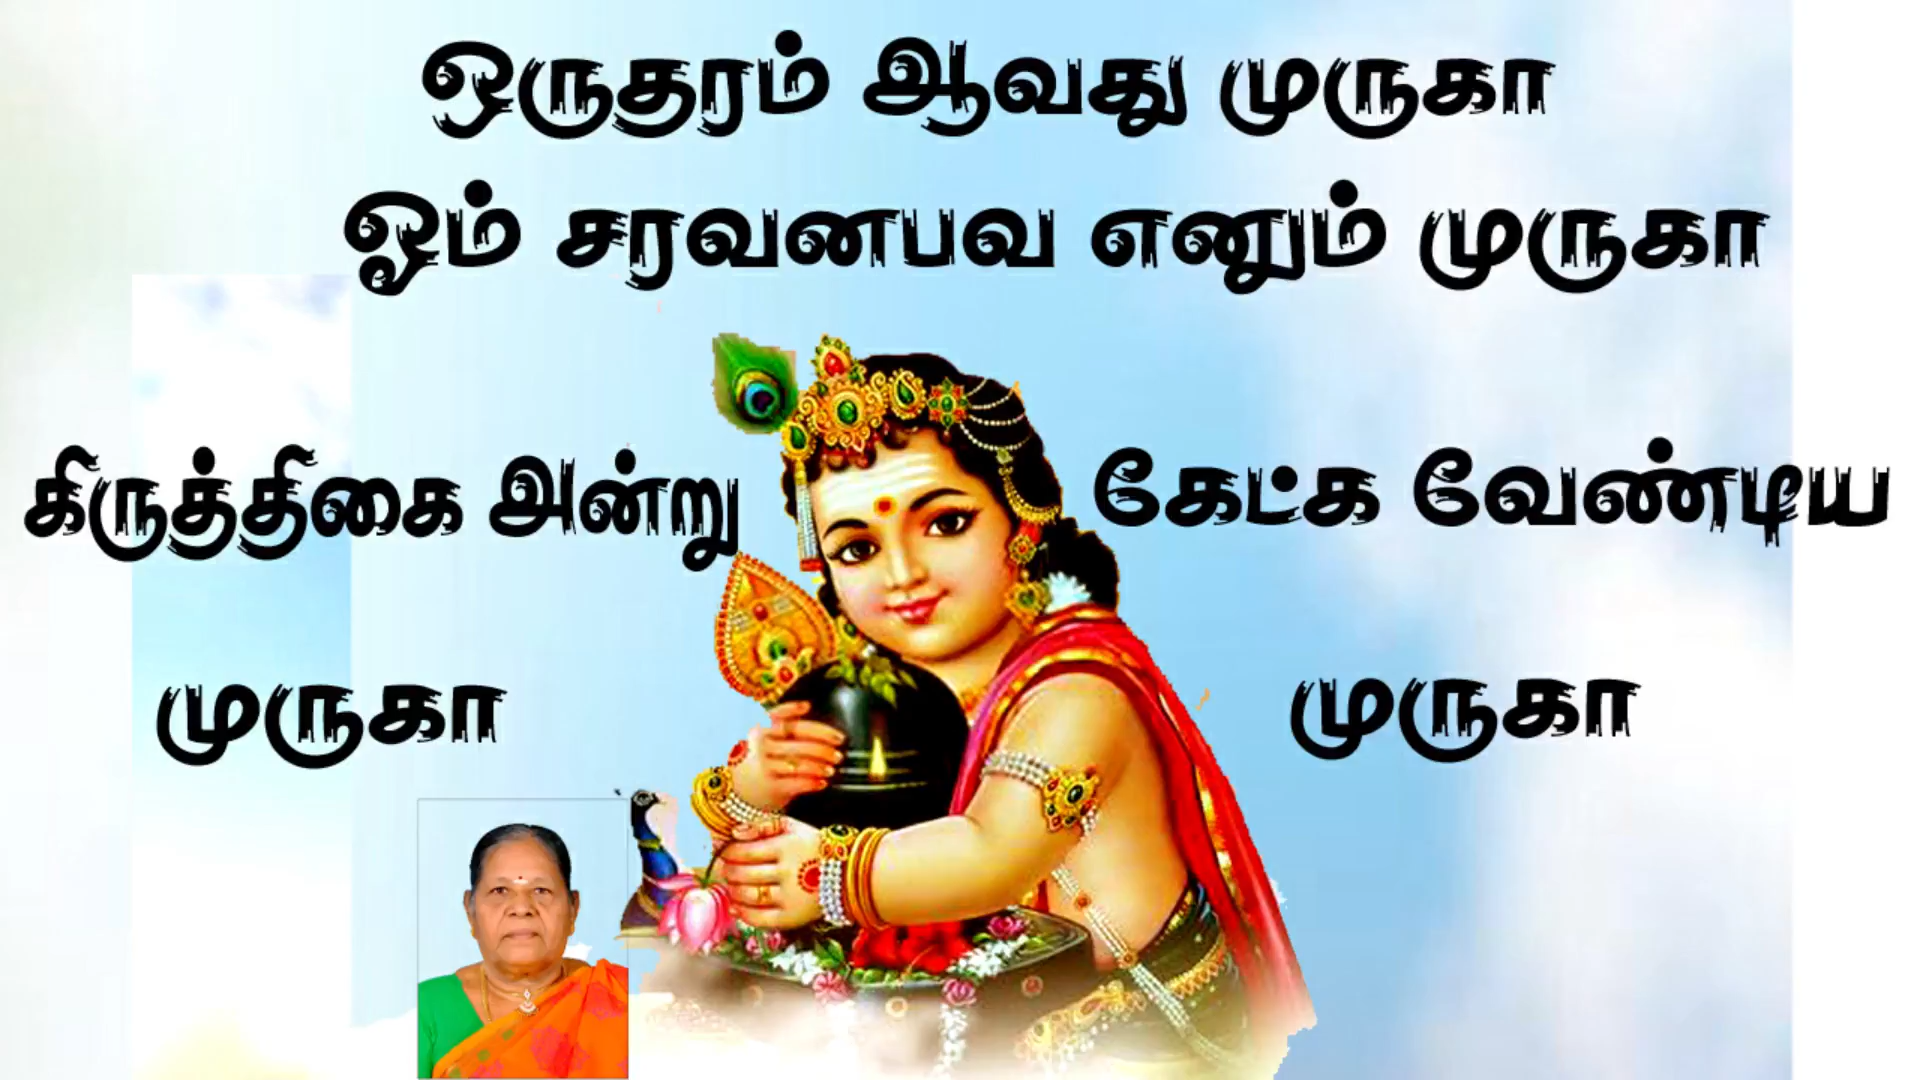 ஒருதரம் ஆவது முருகா
ஓம் சரவனபவ எனும் முருகா
கிருத்திகை அன்று கேட்க வேண்டிய
முருகா முருகா